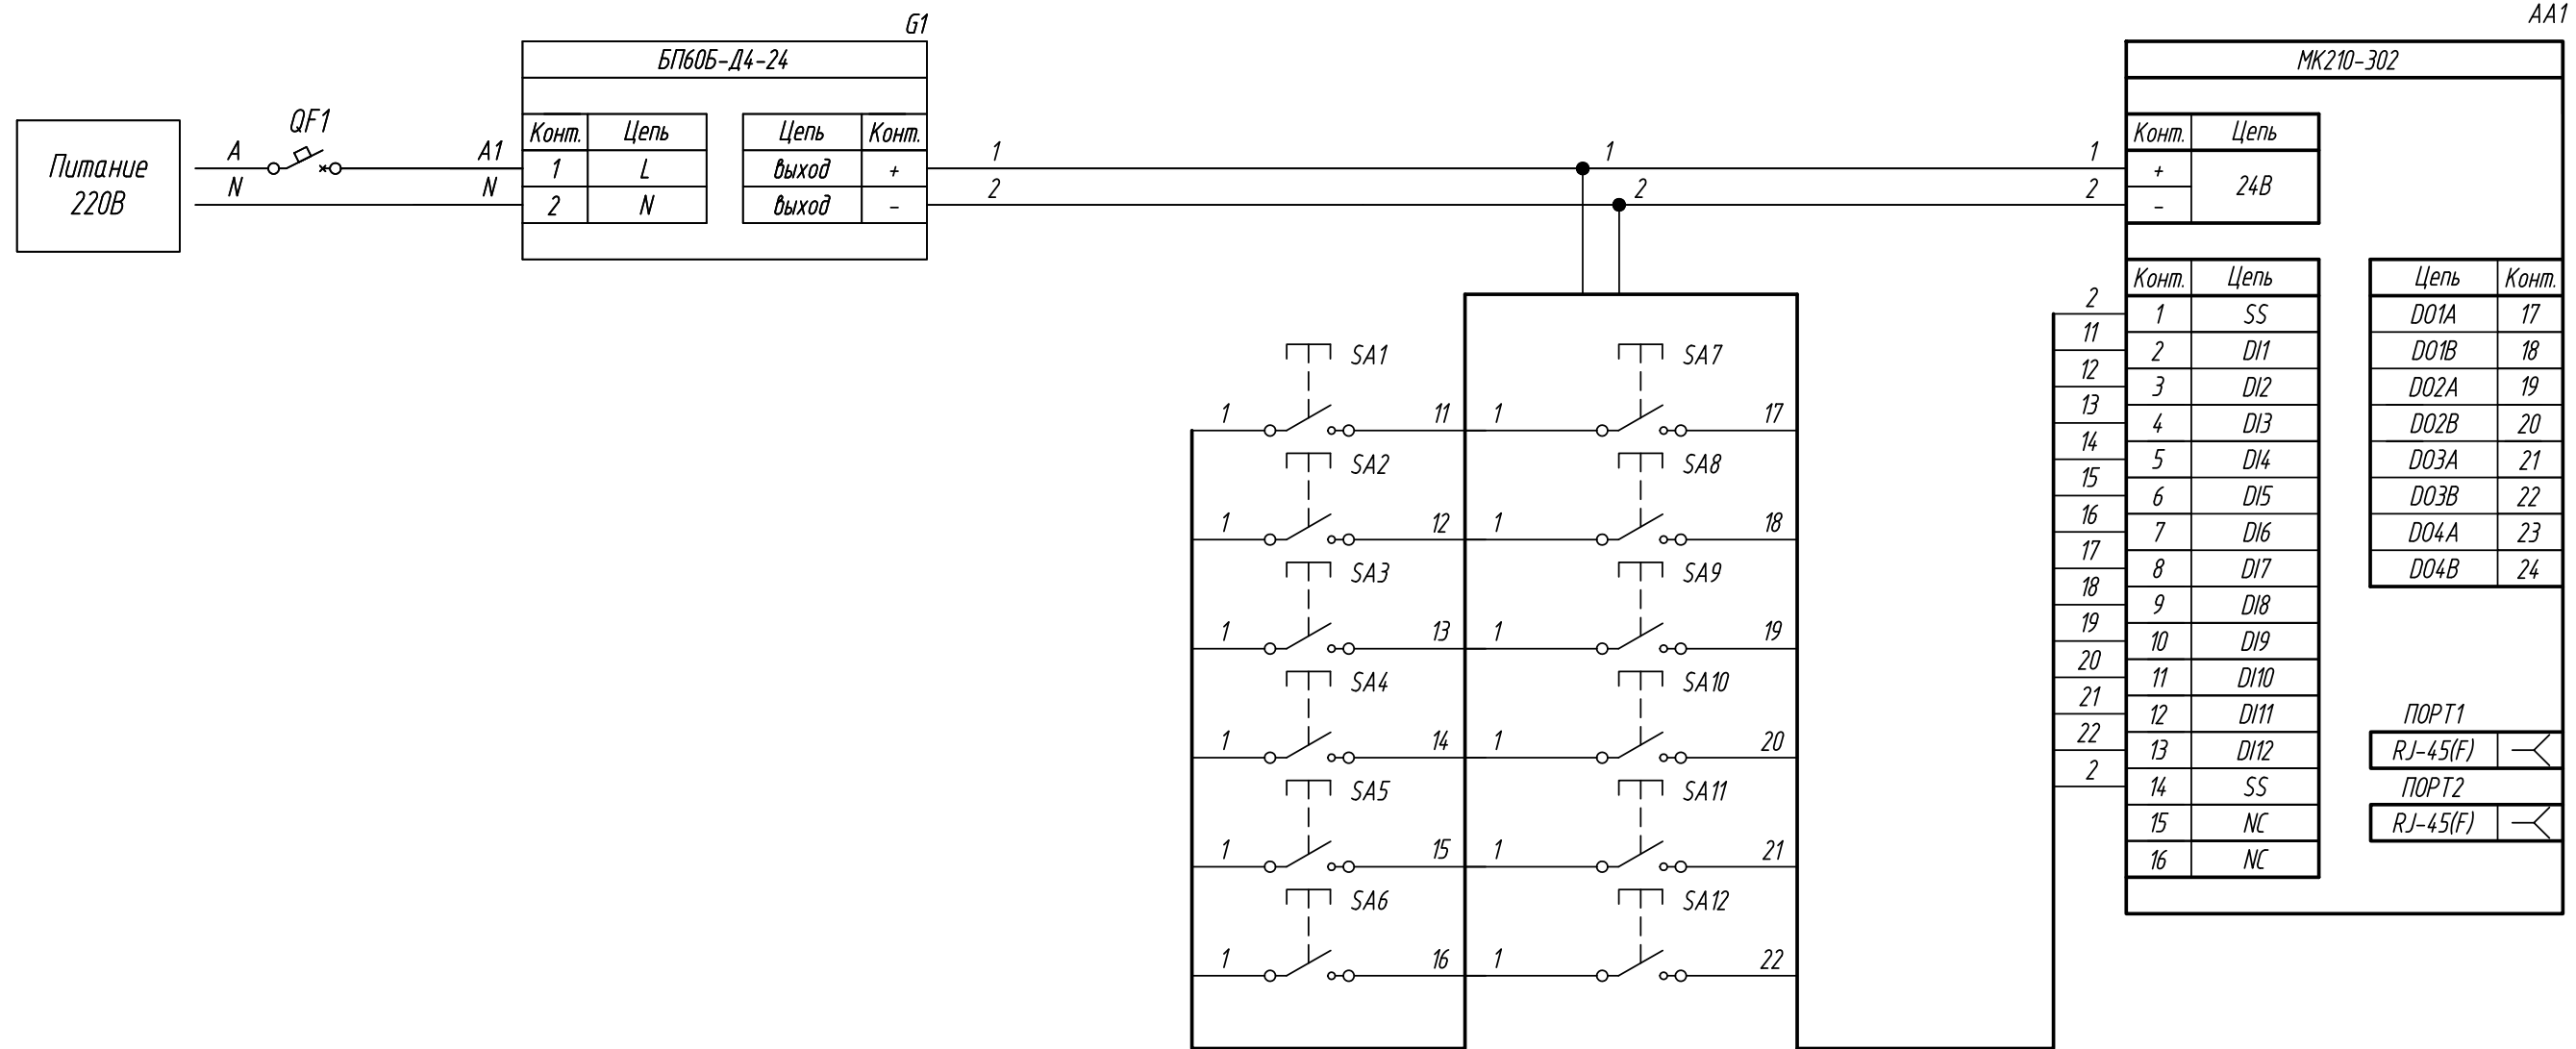 G1
AA1
БП60Б-Д4-24
МК210-302
QF1
Питание
220В
A
A1
N
N
Конт. Цепь
1 L
2 N
Цепь Конт.
выход +
выход -
1 1 1
2 2 2
Конт. Цепь
+ 24В
-
SA1
1 11
SA2
1 12
SA3
1 13
SA4
1 14
SA5
1 15
SA6
1 16
SA7
1 17
SA8
1 18
SA9
1 19
SA10
1 20
SA11
1 21
SA12
1 22
Конт. Цепь
2 1 SS
11 2 DI1
12 3 DI2
13 4 DI3
14 5 DI4
15 6 DI5
16 7 DI6
17 8 DI7
18 9 DI8
19 10 DI9
20 11 DI10
21 12 DI11
22 13 DI12
2 14 SS
15 NC
16 NC
Цепь Конт.
DO1A 17
DO1B 18
DO2A 19
DO2B 20
DO3A 21
DO3B 22
DO4A 23
DO4B 24
ПОРТ1
RJ-45(F)
ПОРТ2
RJ-45(F)